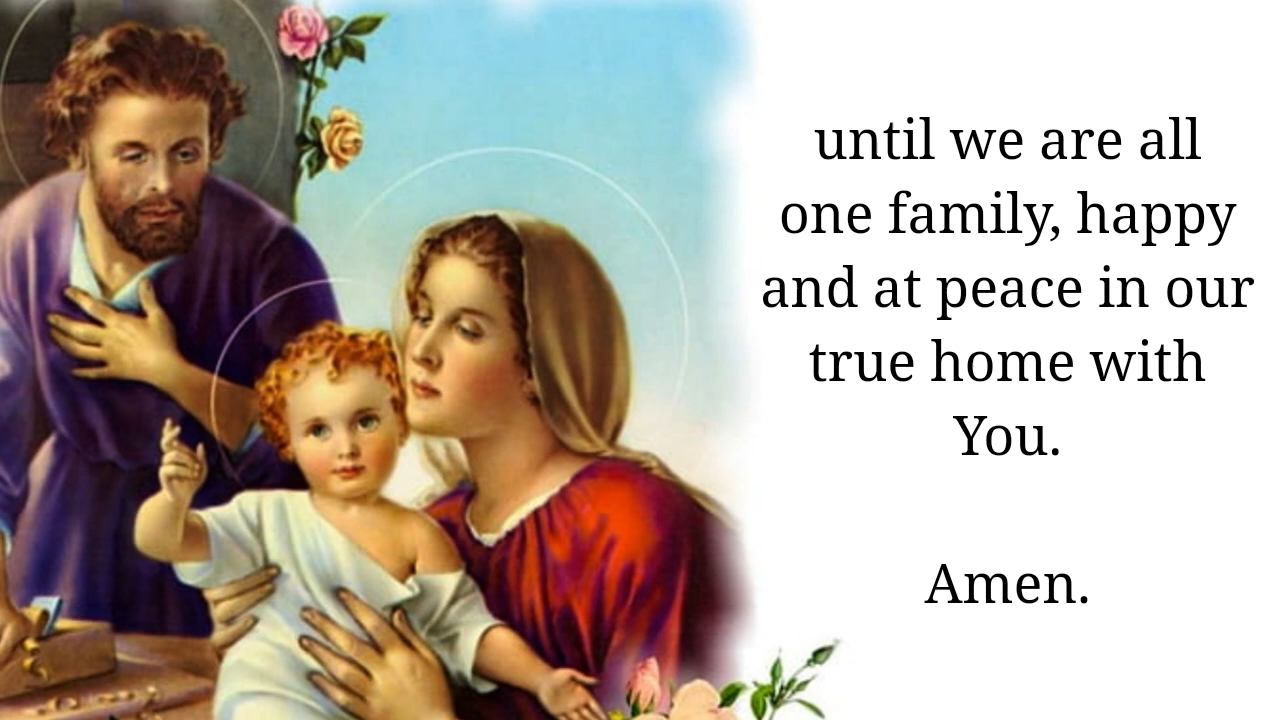 until we are all
one family, happy
and at peace in our
true home with
You.
Amen.